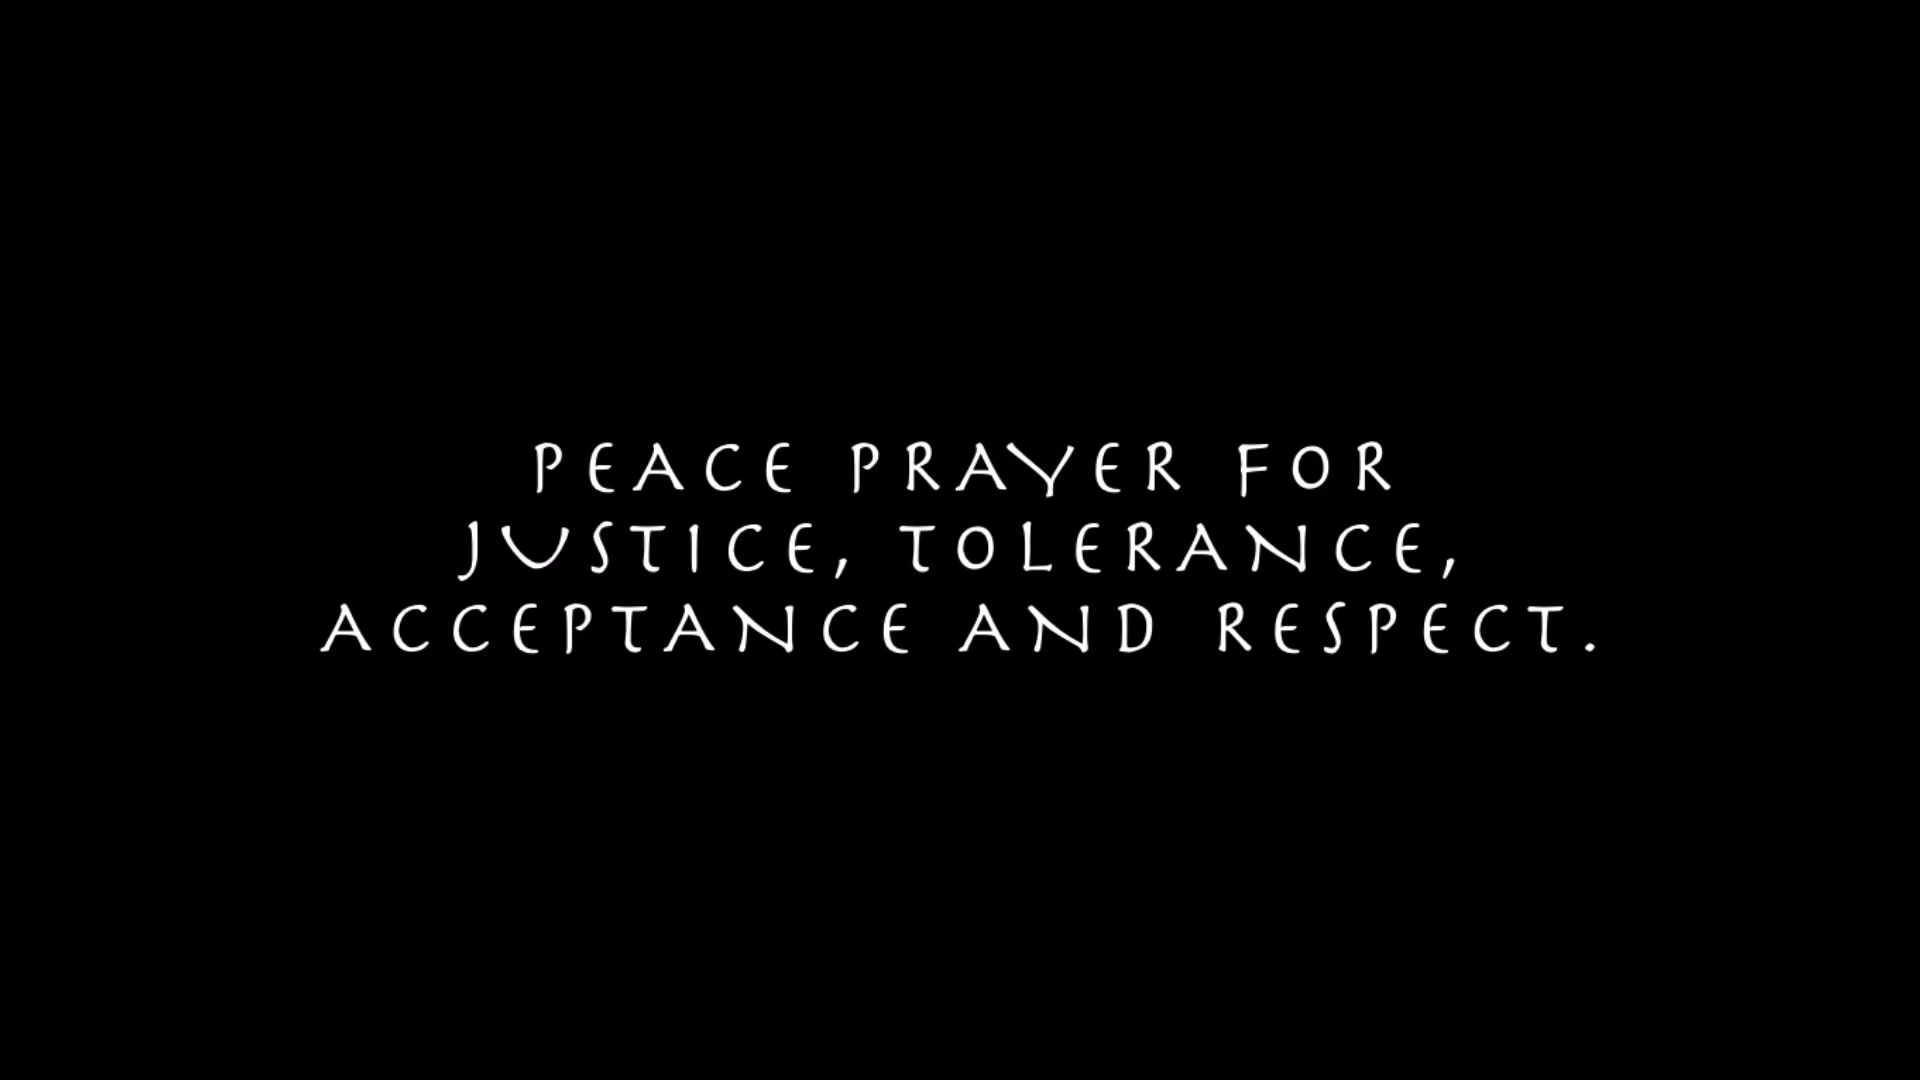 PEACE PRAYER FOR
JUSTICE, TOLERANCE,
ACCEPTANCE AND RESPECT.